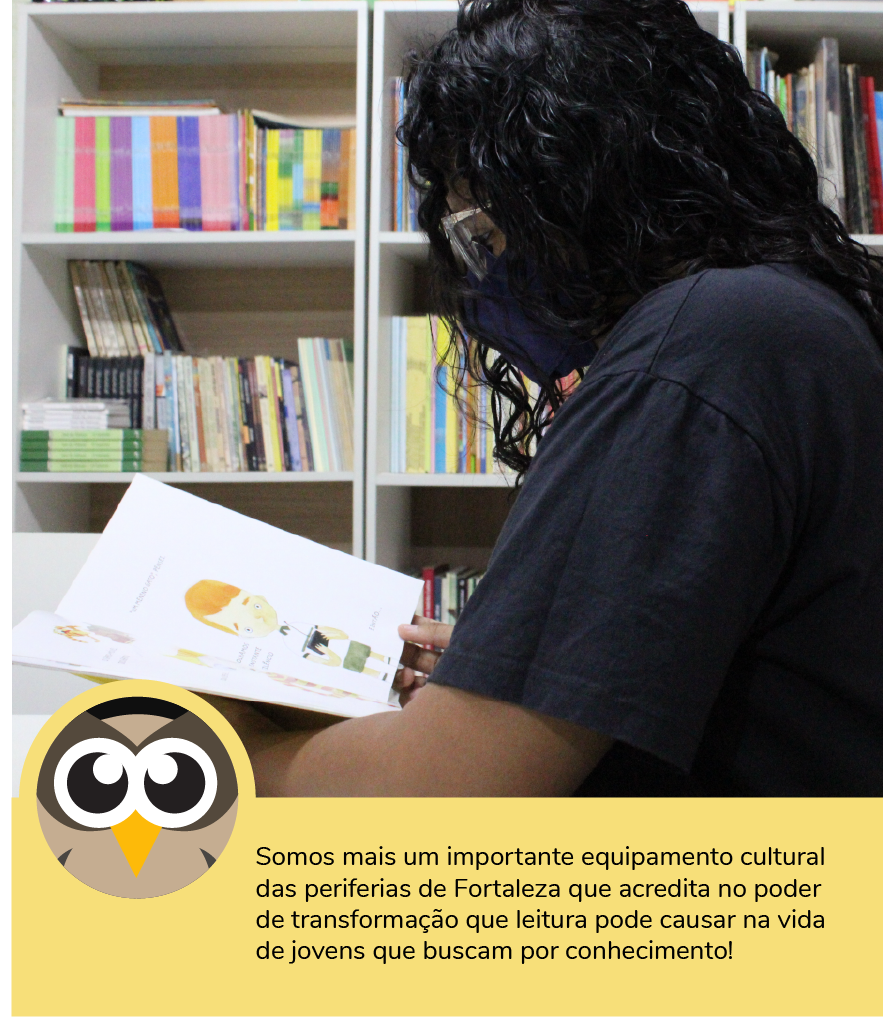 Somos mais um importante equipamento cultural
das periferias de Fortaleza que acredita no poder
de transformação que leitura pode causar na vida
de jovens que buscam por conhecimento!